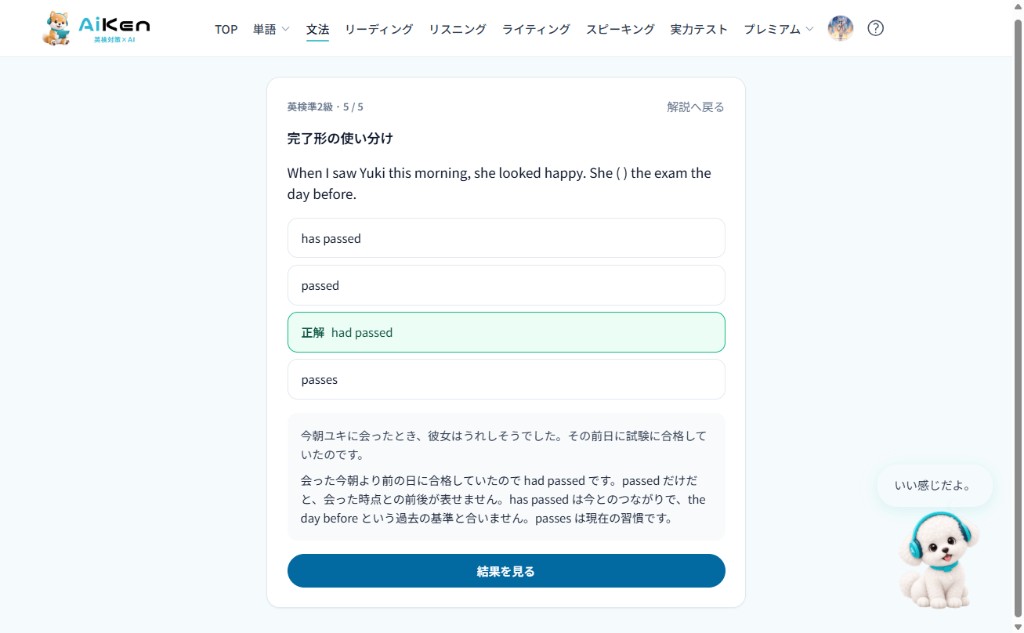 AiKen
英検対策×AI
TOP 単語 文法 リーディング リスニング ライティング スピーキング 実力テスト プレミアム ?
英検準2級・5 / 5 解説へ戻る
完了形の使い分け
When I saw Yuki this morning, she looked happy. She ( ) the exam the
day before.
has passed
passed
正解 had passed
passes
今朝ユキに会ったとき、彼女はうれしそうでした。その前日に試験に合格して
いたのです。
会った今朝より前の日に合格していたので had passed です。passed だけだ
と、会った時点との前後が表せません。has passed は今とのつながりで、the
day before という過去の基準と合いません。passes は現在の習慣です。
いい感じだよ。
結果を見る